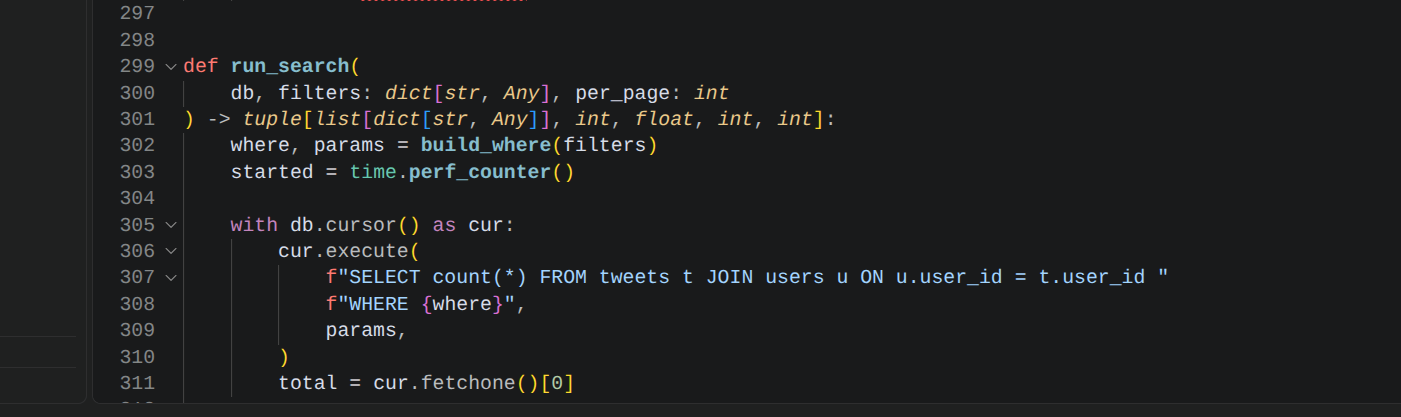 297
298
299 def run_search(
300     db, filters: dict[str, Any], per_page: int
301 ) -> tuple[list[dict[str, Any]], int, float, int, int]:
302     where, params = build_where(filters)
303     started = time.perf_counter()
304
305     with db.cursor() as cur:
306         cur.execute(
307             f"SELECT count(*) FROM tweets t JOIN users u ON u.user_id = t.user_id "
308             f"WHERE {where}",
309             params,
310         )
311         total = cur.fetchone()[0]